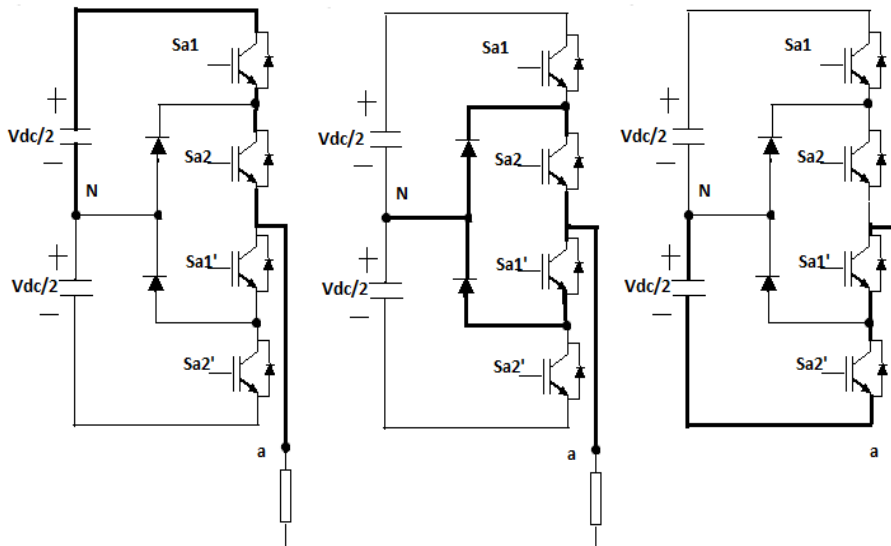 Sa1
+
Vdc/2
—
Sa2
N
+
Sa1'
Vdc/2
—
Sa2'
a
Sa1
+
Vdc/2
—
Sa2
N
+
Sa1'
Vdc/2
—
Sa2'
a
Sa1
+
Vdc/2
—
Sa2
N
+
Sa1'
Vdc/2
—
Sa2'
a